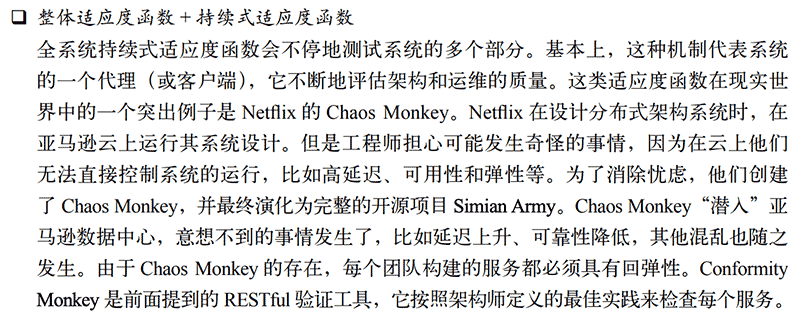 ❑ 整体适应度函数 + 持续式适应度函数
全系统持续式适应度函数会不停地测试系统的多个部分。基本上，这种机制代表系统
的一个代理（或客户端），它不断地评估架构和运维的质量。这类适应度函数在现实世
界中的一个突出例子是 Netflix 的 Chaos Monkey。Netflix 在设计分布式架构系统时，在
亚马逊云上运行其系统设计。但是工程师担心可能发生奇怪的事情，因为在云上他们
无法直接控制系统的运行，比如高延迟、可用性和弹性等。为了消除忧虑，他们创建
了 Chaos Monkey，并最终演化为完整的开源项目 Simian Army。Chaos Monkey“潜入”亚
马逊数据中心，意想不到的事情发生了，比如延迟上升、可靠性降低，其他混乱也随之
发生。由于 Chaos Monkey 的存在，每个团队构建的服务都必须具有回弹性。Conformity
Monkey 是前面提到的 RESTful 验证工具，它按照架构师定义的最佳实践来检查每个服务。